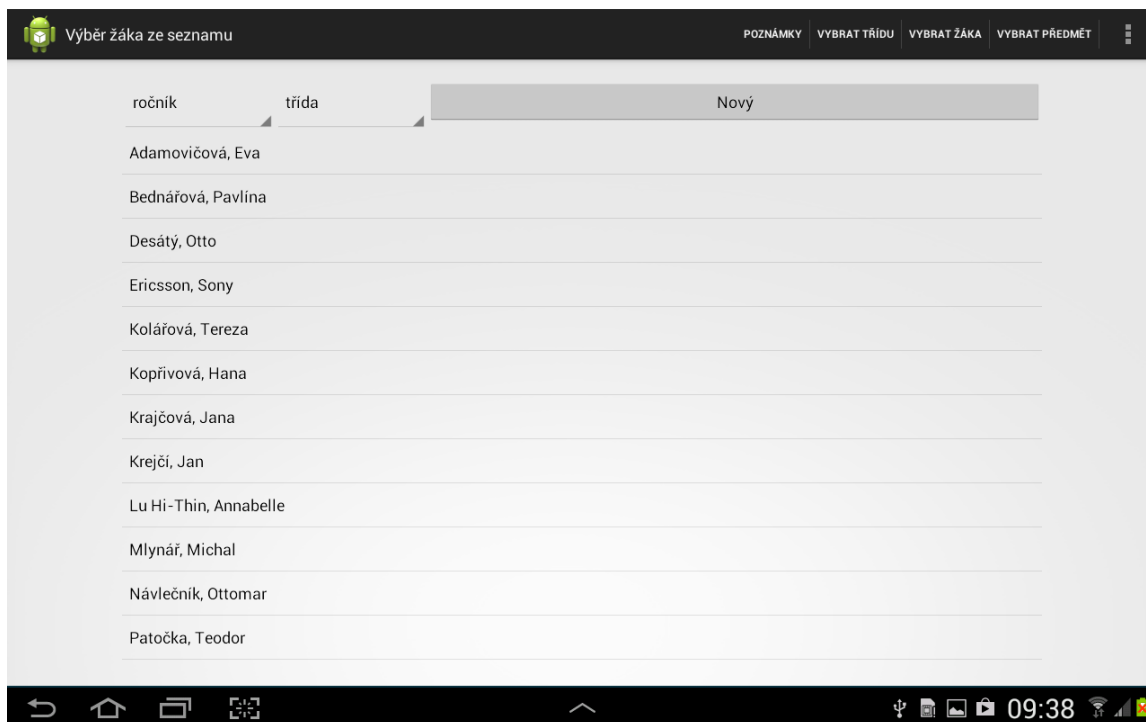 Výběr žáka ze seznamu POZNÁMKY VYBRAT TŘÍDU VYBRAT ŽÁKA VYBRAT PŘEDMĚT
ročník třída Nový
Adamovičová, Eva
Bednářová, Pavlína
Desátý, Otto
Ericsson, Sony
Kolářová, Tereza
Kopřivová, Hana
Krajčová, Jana
Krejčí, Jan
Lu Hi-Thin, Annabelle
Mlynář, Michal
Návlečník, Ottomar
Patočka, Teodor
09:38